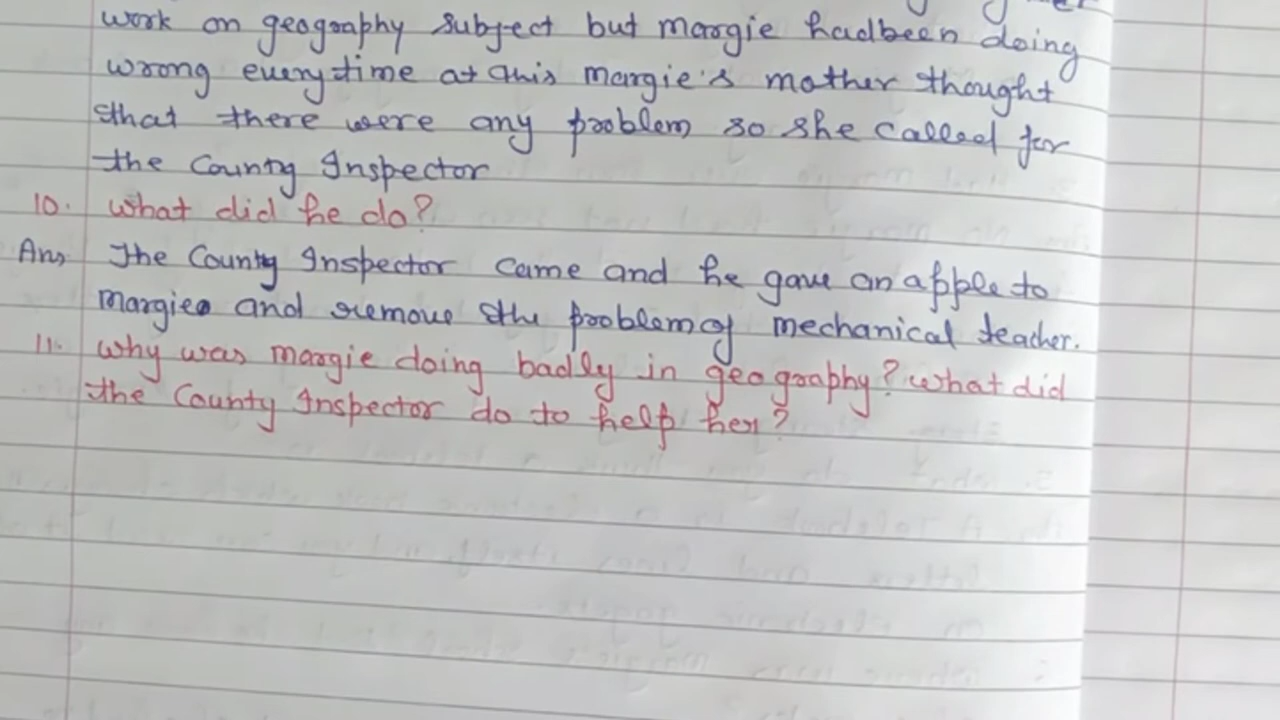 work on geography subject but margie hadbeen doing
wrong everytime at this margie's mother thought
that there were any problem so she called for
the County Inspector
10. What did he do?
Ans The County Inspector came and he gave an apple to
margie and remove the problem of mechanical teacher.
11. Why was margie doing badly in geography? What did
the County Inspector do to help her?